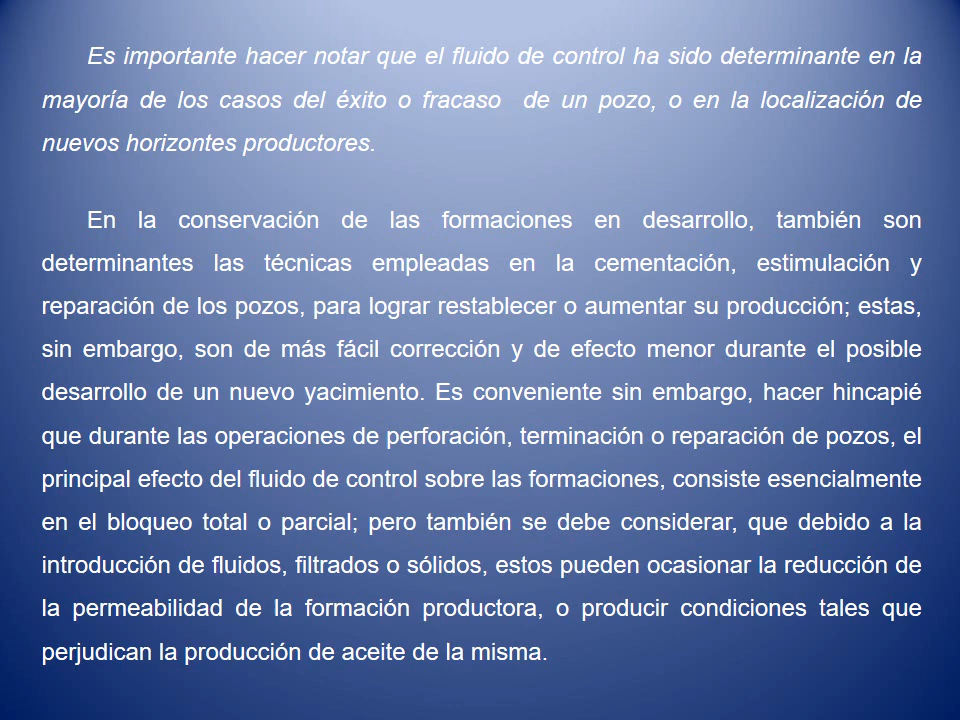 Es importante hacer notar que el fluido de control ha sido determinante en la
mayoría de los casos del éxito o fracaso  de un pozo, o en la localización de
nuevos horizontes productores.
En la conservación de las formaciones en desarrollo, también son
determinantes las técnicas empleadas en la cementación, estimulación y
reparación de los pozos, para lograr restablecer o aumentar su producción; estas,
sin embargo, son de más fácil corrección y de efecto menor durante el posible
desarrollo de un nuevo yacimiento. Es conveniente sin embargo, hacer hincapié
que durante las operaciones de perforación, terminación o reparación de pozos, el
principal efecto del fluido de control sobre las formaciones, consiste esencialmente
en el bloqueo total o parcial; pero también se debe considerar, que debido a la
introducción de fluidos, filtrados o sólidos, estos pueden ocasionar la reducción de
la permeabilidad de la formación productora, o producir condiciones tales que
perjudican la producción de aceite de la misma.